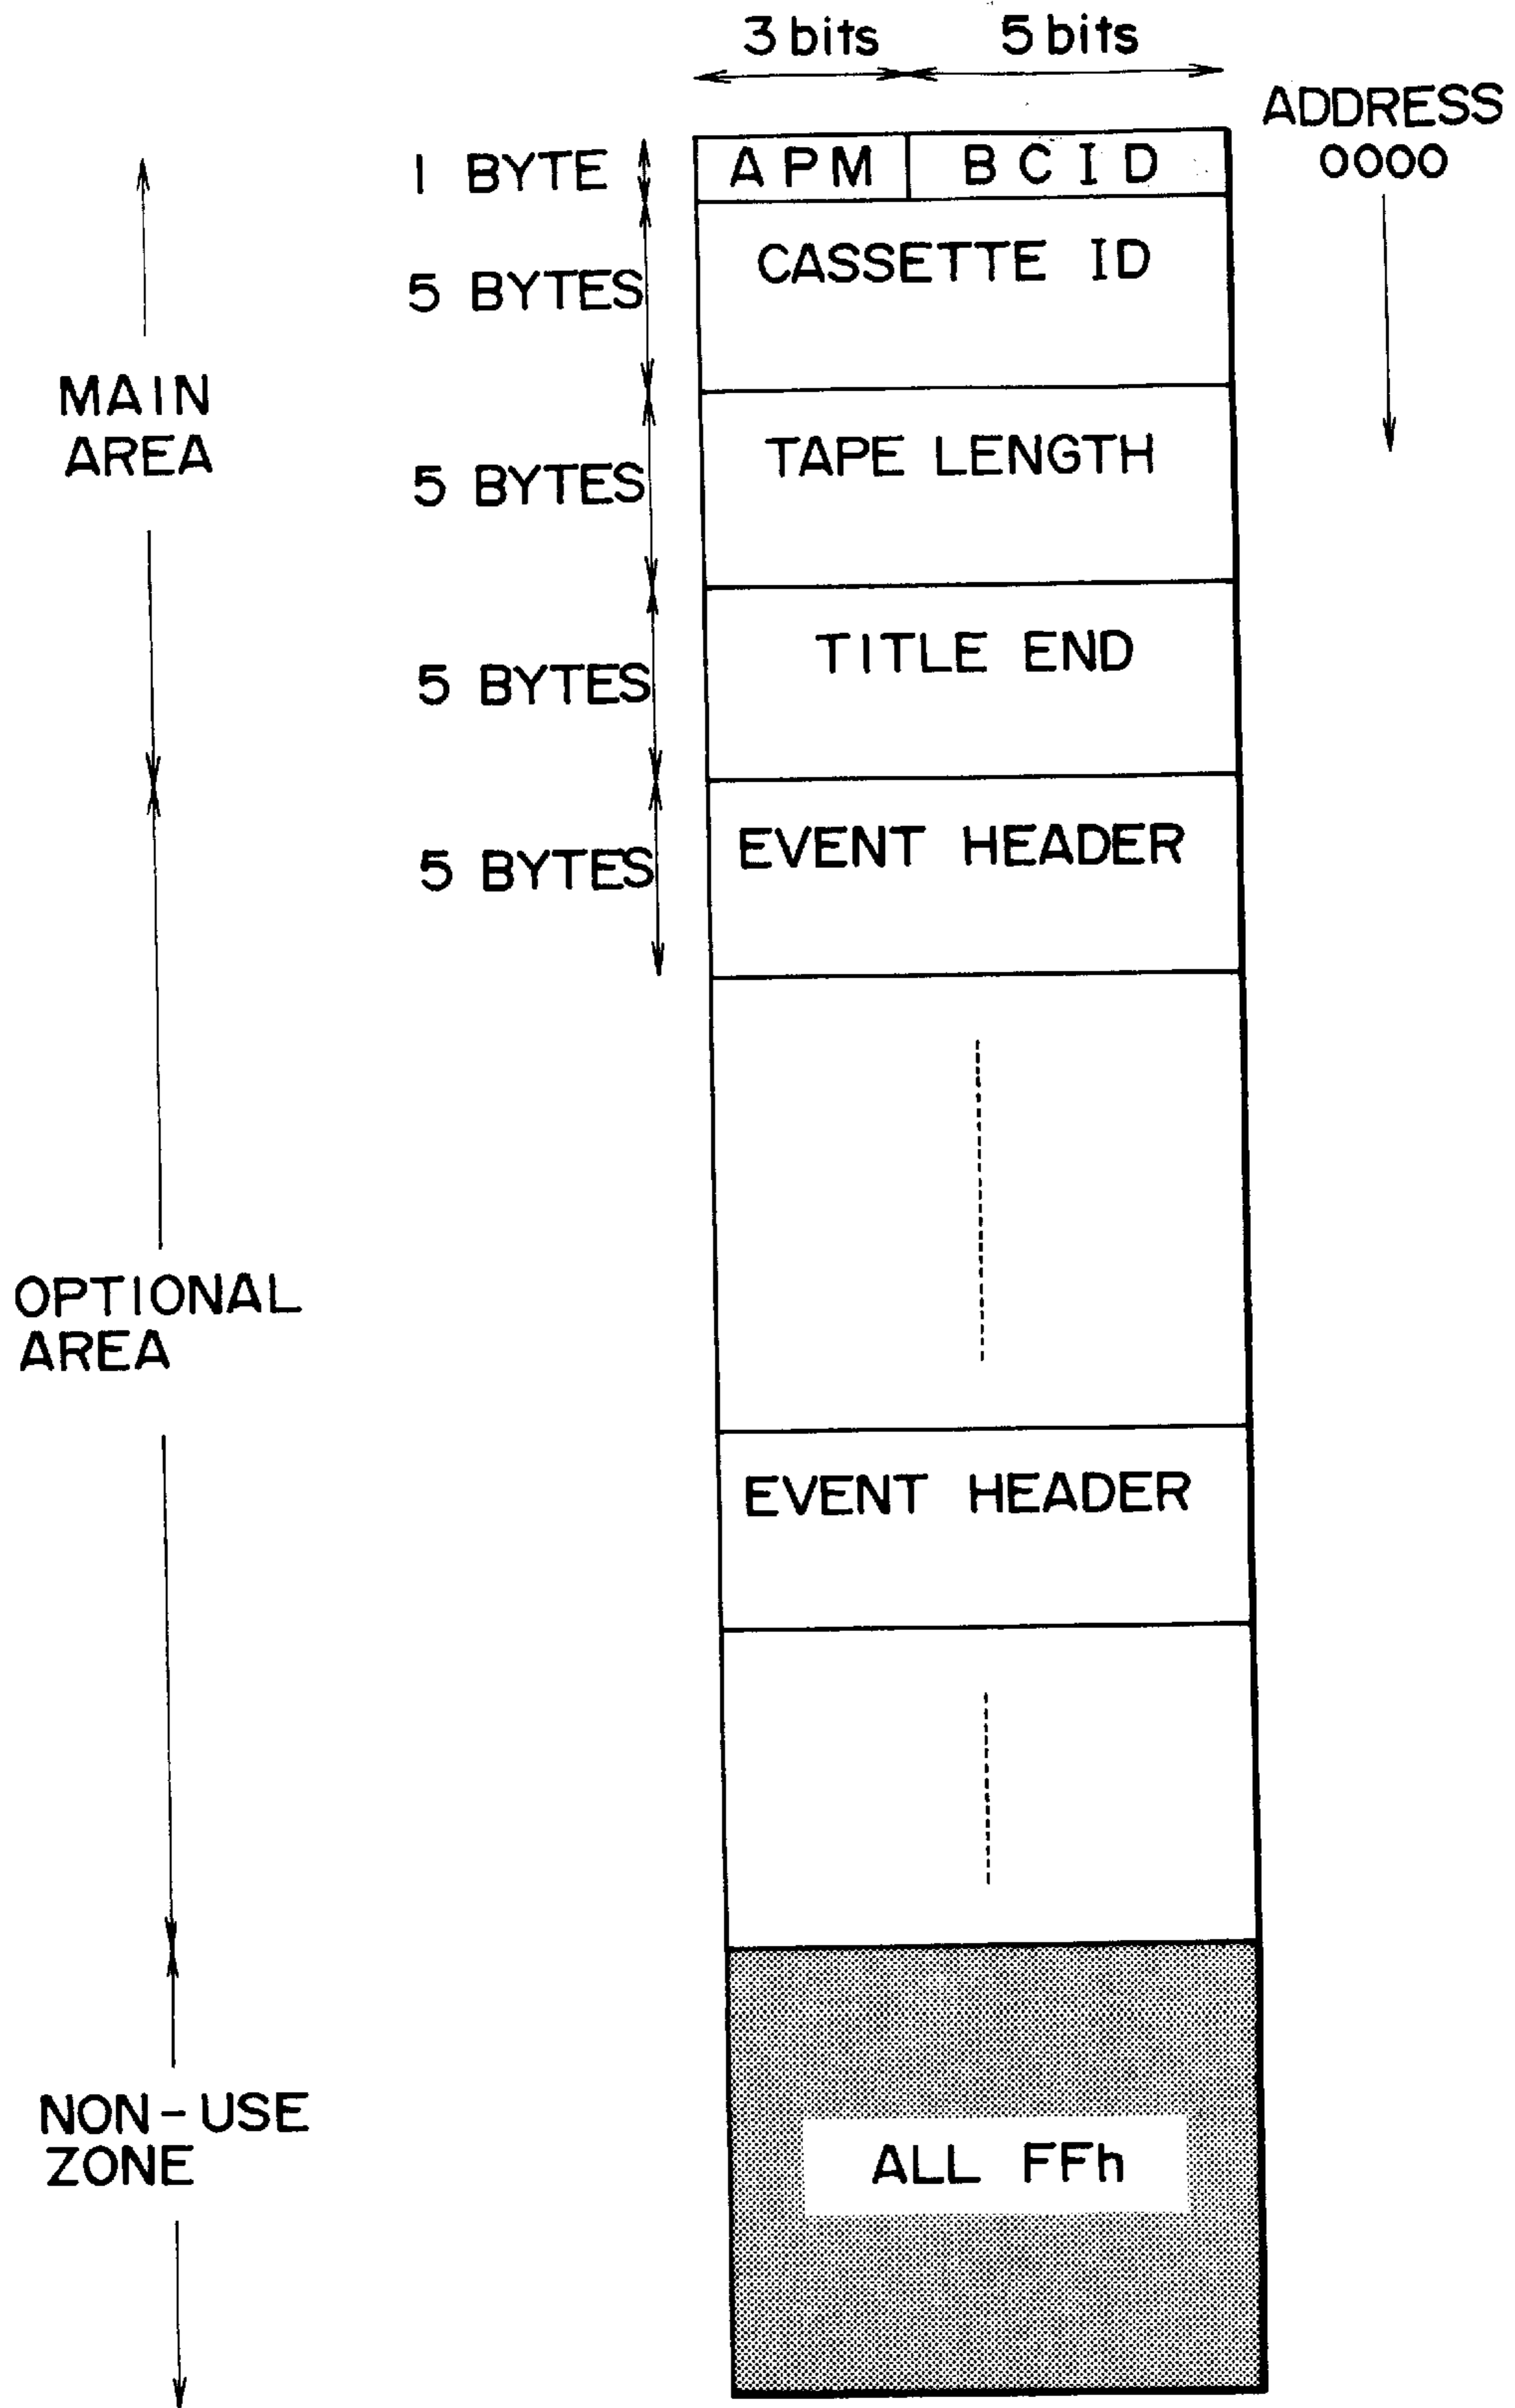 3 bits 5 bits
ADDRESS
0000
1 BYTE APM BCID
5 BYTES CASSETTE ID
MAIN
AREA
5 BYTES TAPE LENGTH
5 BYTES TITLE END
5 BYTES EVENT HEADER
OPTIONAL
AREA
EVENT HEADER
NON-USE
ZONE
ALL FFh